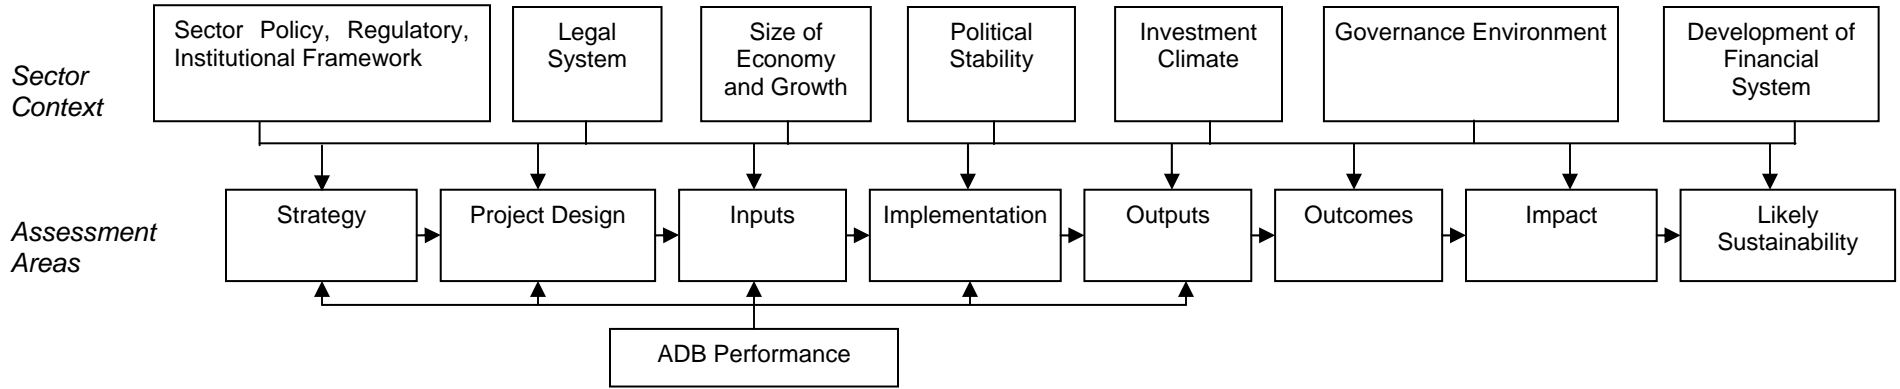 Sector Policy, Regulatory,
Institutional Framework
Legal
System
Size of
Economy
and Growth
Political
Stability
Investment
Climate
Governance Environment
Development of
Financial
System
Sector
Context
Strategy
Project Design
Inputs
Implementation
Outputs
Outcomes
Impact
Likely
Sustainability
Assessment
Areas
ADB Performance